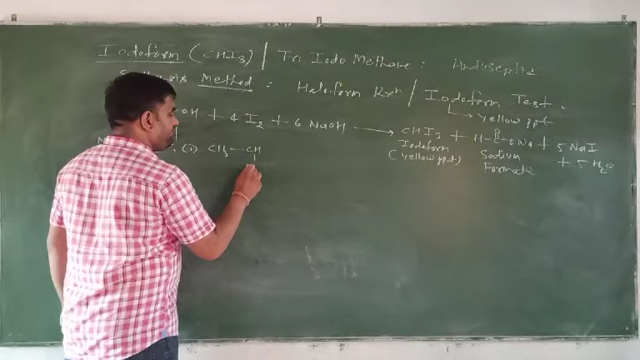 Iodoform (CHI3) / Tri Iodo Methane : Antiseptic
Method : Haloform Rxn / Iodoform Test :
→ Yellow ppt
OH + 4 I2 + 6 NaOH → CHI3 + H-C-ONa + 5 NaI
O
+ 5 H2O
Iodoform
(Yellow ppt)
Sodium
Formate
(i) CH3 - CH